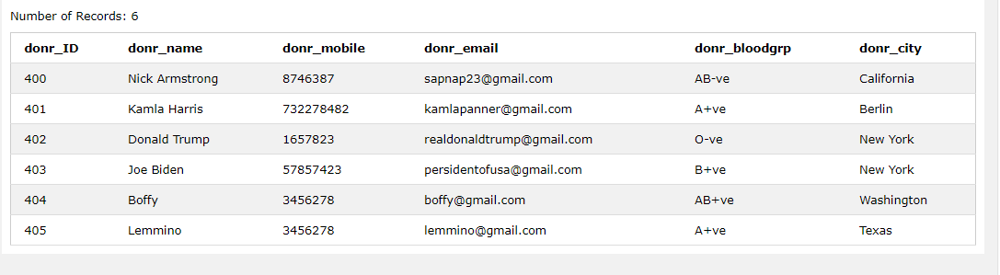 Number of Records: 6
donr_ID donr_name donr_mobile donr_email donr_bloodgrp donr_city
400 Nick Armstrong 8746387 sapnap23@gmail.com AB-ve California
401 Kamla Harris 732278482 kamlapanner@gmail.com A+ve Berlin
402 Donald Trump 1657823 realdonaldtrump@gmail.com O-ve New York
403 Joe Biden 57857423 persidentofusa@gmail.com B+ve New York
404 Boffy 3456278 boffy@gmail.com AB+ve Washington
405 Lemmino 3456278 lemmino@gmail.com A+ve Texas